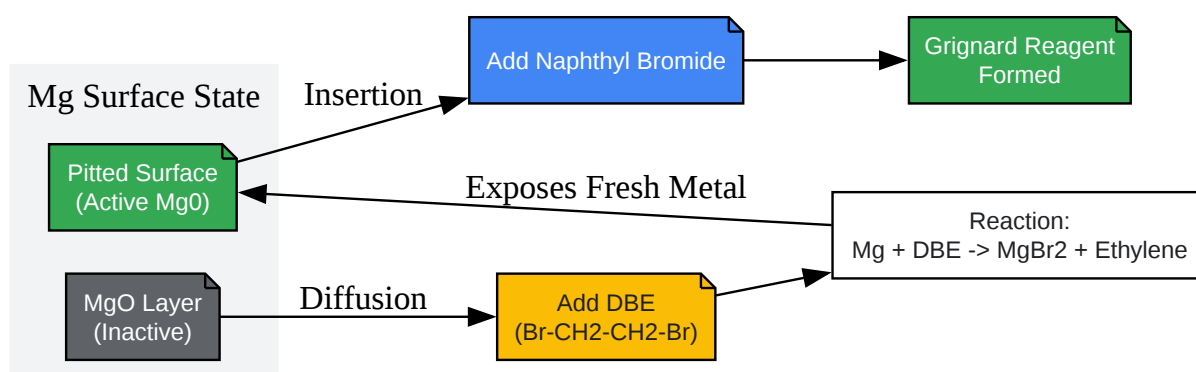 Add Naphthyl Bromide
Grignard Reagent
Formed
Mg Surface State
Insertion
Pitted Surface
(Active Mg0)
Exposes Fresh Metal
Reaction:
Mg + DBE -> MgBr2 + Ethylene
MgO Layer
(Inactive)
Diffusion
Add DBE
(Br-CH2-CH2-Br)